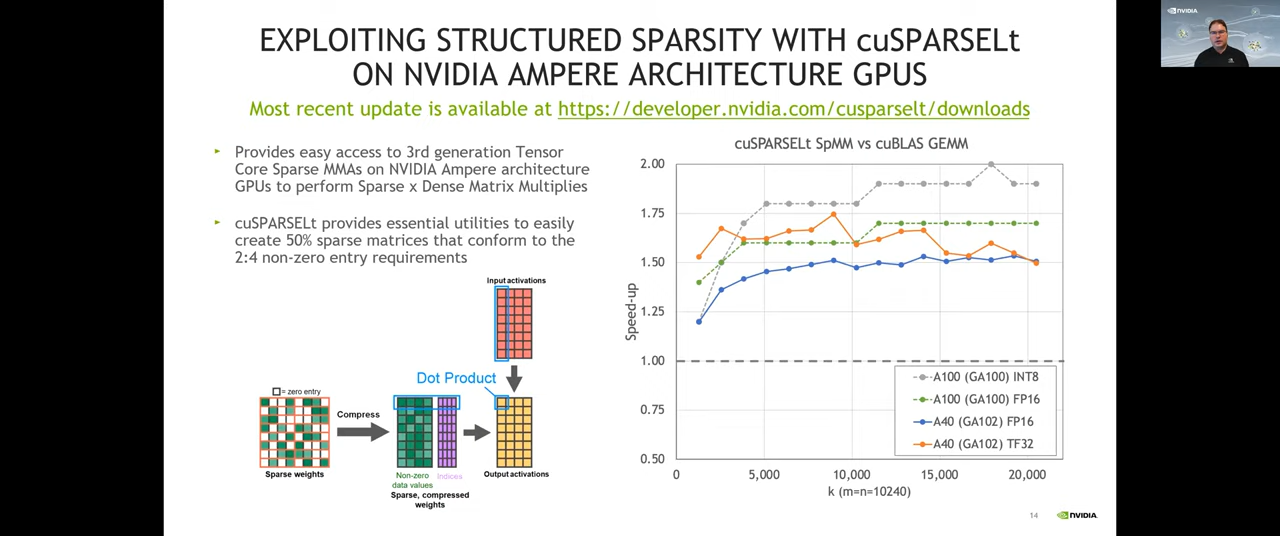 EXPLOITING STRUCTURED SPARSITY WITH cuSPARSELt
ON NVIDIA AMPERE ARCHITECTURE GPUS
Most recent update is available at https://developer.nvidia.com/cusparselt/downloads
Provides easy access to 3rd generation Tensor
Core Sparse MMAs on NVIDIA Ampere architecture
GPUs to perform Sparse x Dense Matrix Multiplies
cuSPARSELt provides essential utilities to easily
create 50% sparse matrices that conform to the
2:4 non-zero entry requirements
Input activations
Dot Product
= zero entry
Compress
Sparse weights
Non-zero
data values
Indices
Sparse, compressed
weights
Output activations
cuSPARSELt SpMM vs cuBLAS GEMM
Speed-up
2.00
1.75
1.50
1.25
1.00
0.75
0.50
A100 (GA100) INT8
A100 (GA100) FP16
A40 (GA102) FP16
A40 (GA102) TF32
0
5,000
10,000
15,000
20,000
k (m=n=10240)
14
NVIDIA.
NVIDIA